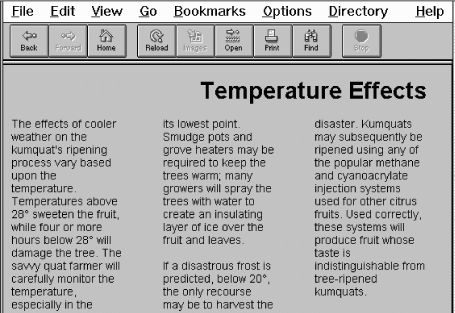 File Edit View Go Bookmarks Options Directory Help
Back Forward Home Reload Images Open Print Find Stop
Temperature Effects
The effects of cooler
weather on the
kumquat's ripening
process vary based
upon the
temperature.
Temperatures above
28° sweeten the fruit,
while four or more
hours below 28° will
damage the tree. The
savvy quat farmer will
carefully monitor the
temperature,
especially in the
its lowest point.
Smudge pots and
grove heaters may be
required to keep the
trees warm; many
growers will spray the
trees with water to
create an insulating
layer of ice over the
fruit and leaves.
If a disastrous frost is
predicted, below 20°,
the only recourse
may be to harvest the
disaster. Kumquats
may subsequently be
ripened using any of
the popular methane
and cyanoacrylate
injection systems
used for other citrus
fruits. Used correctly,
these systems will
produce fruit whose
taste is
indistinguishable from
tree-ripened
kumquats.